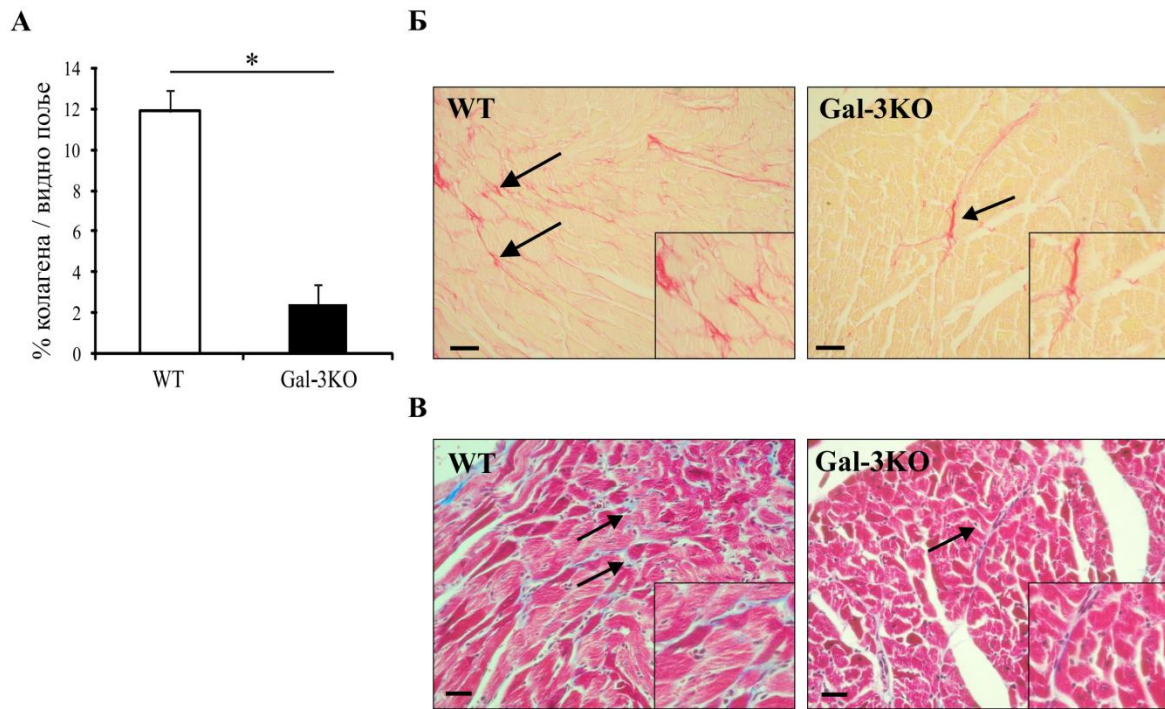 А
*
% колагена / видно поље
14
12
10
8
6
4
2
0
WT
Gal-3KO
Б
WT
Gal-3KO
В
WT
Gal-3KO